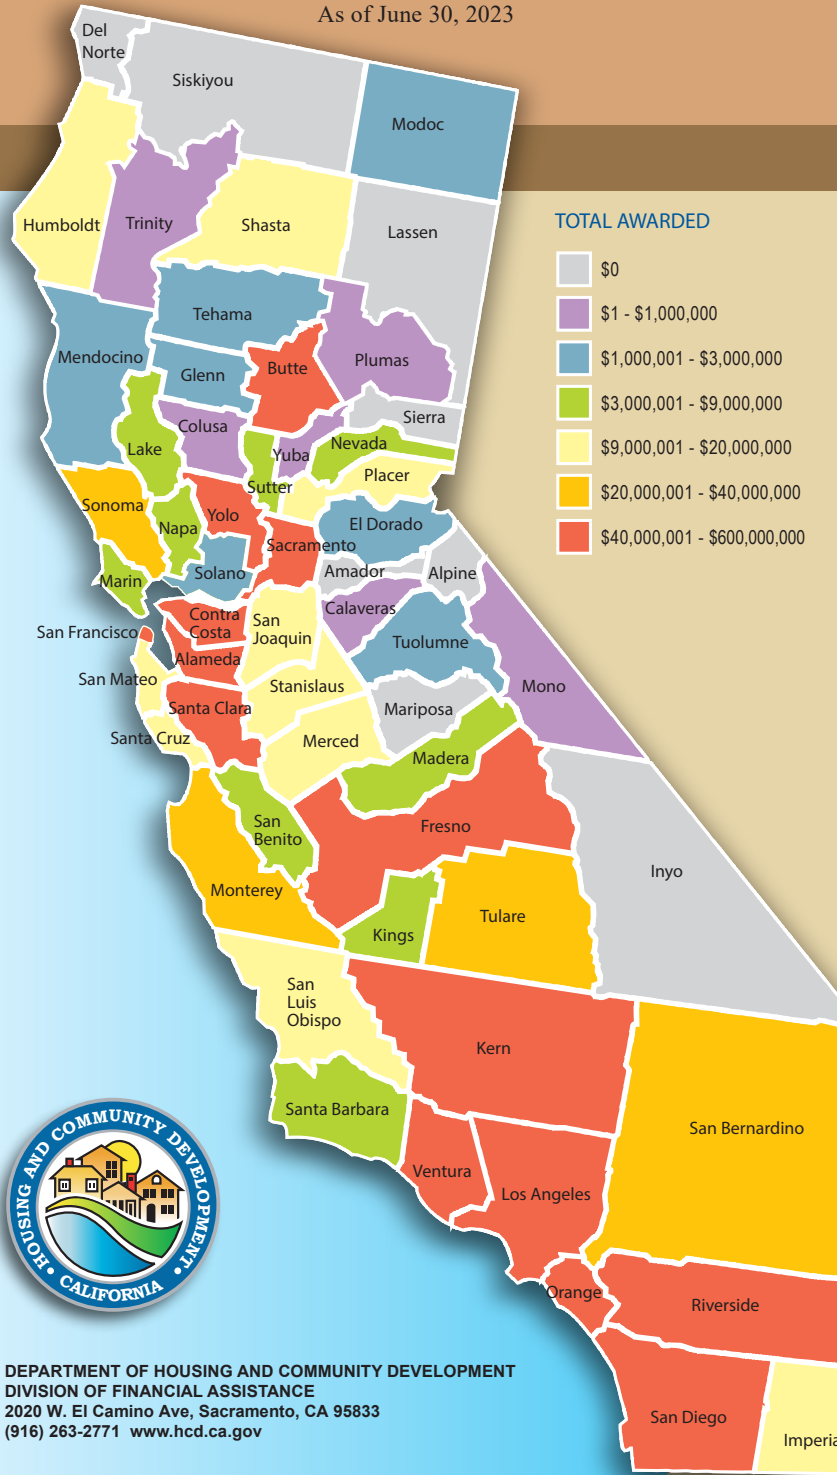 As of June 30, 2023
Del
Norte
Siskiyou
Modoc
Humboldt
Trinity
Shasta
Lassen
TOTAL AWARDED
$0
$1 - $1,000,000
$1,000,001 - $3,000,000
$3,000,001 - $9,000,000
$9,000,001 - $20,000,000
$20,000,001 - $40,000,000
$40,000,001 - $600,000,000
Tehama
Mendocino
Glenn
Butte
Plumas
Colusa
Sierra
Lake
Yuba
Nevada
Sutter
Placer
Sonoma
Napa
Yolo
El Dorado
Sacramento
Marin
Solano
Amador
Alpine
Calaveras
San Francisco
Contra
Costa
San
Joaquin
Tuolumne
Alameda
San Mateo
Stanislaus
Mono
Santa Clara
Mariposa
Santa Cruz
Merced
Madera
San
Benito
Fresno
Inyo
Monterey
Tulare
Kings
San
Luis
Obispo
Kern
Santa Barbara
San Bernardino
Ventura
Los Angeles
Orange
Riverside
San Diego
Imperia
HOUSING AND COMMUNITY DEVELOPMENT
CALIFORNIA
DEPARTMENT OF HOUSING AND COMMUNITY DEVELOPMENT
DIVISION OF FINANCIAL ASSISTANCE
2020 W. El Camino Ave, Sacramento, CA 95833
(916) 263-2771 www.hcd.ca.gov